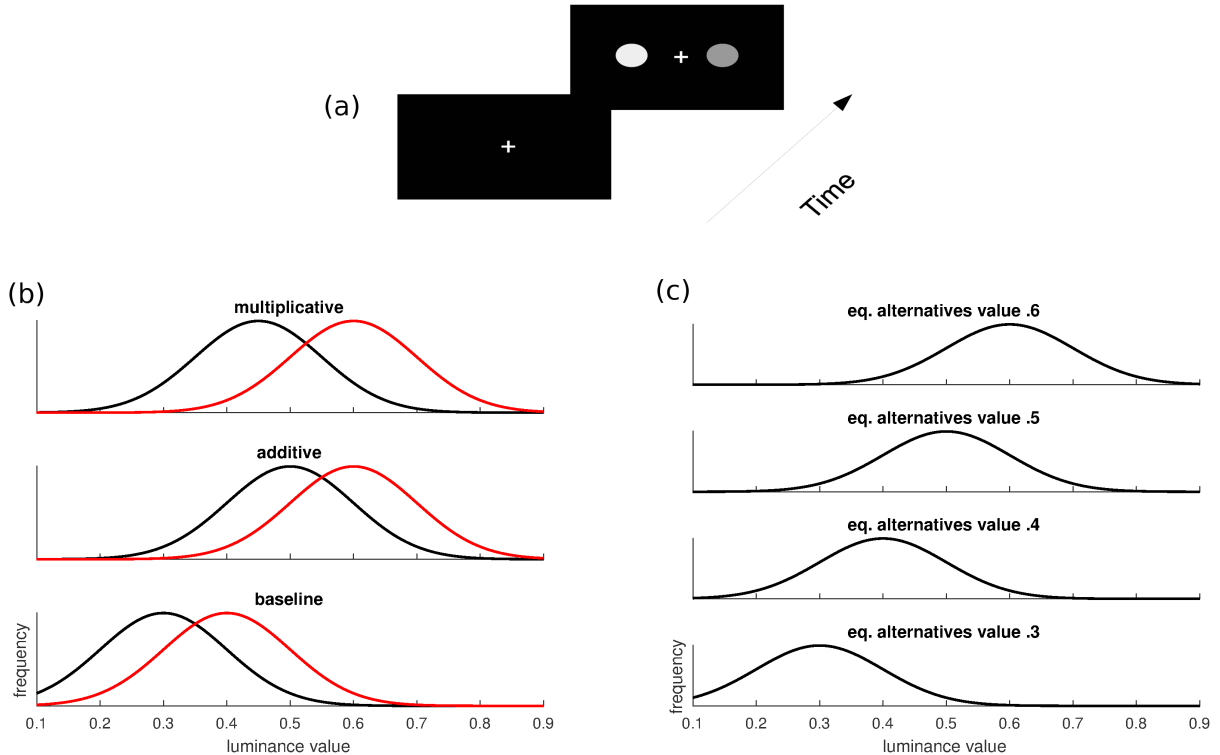 (a)
Time
(b)
multiplicative
additive
baseline
frequency
0.1 0.2 0.3 0.4 0.5 0.6 0.7 0.8 0.9
luminance value
(c)
eq. alternatives value .6
eq. alternatives value .5
eq. alternatives value .4
eq. alternatives value .3
frequency
0.1 0.2 0.3 0.4 0.5 0.6 0.7 0.8 0.9
luminance value